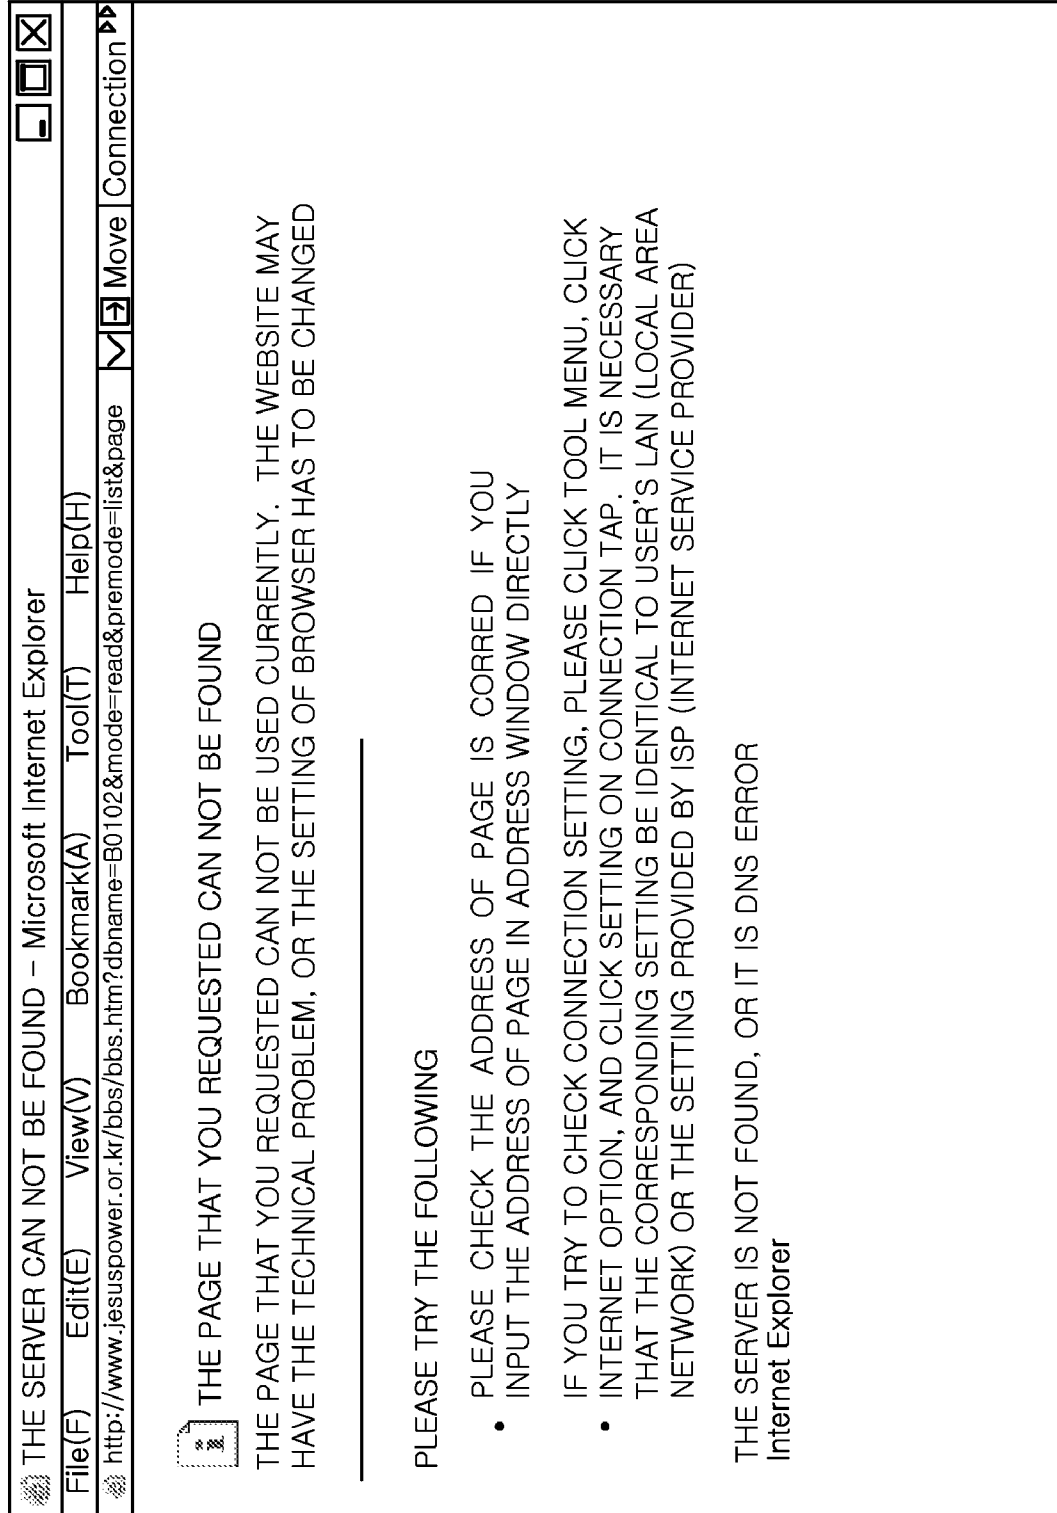 THE SERVER CAN NOT BE FOUND – Microsoft Internet Explorer
File(F) Edit(E) View(V) Bookmark(A) Tool(T) Help(H)
http://www.jesuspower.or.kr/bbs/bbs.htm?dbname=B0102&mode=read&premode=list&page Move Connection
THE PAGE THAT YOU REQUESTED CAN NOT BE FOUND
THE PAGE THAT YOU REQUESTED CAN NOT BE USED CURRENTLY. THE WEBSITE MAY
HAVE THE TECHNICAL PROBLEM, OR THE SETTING OF BROWSER HAS TO BE CHANGED
PLEASE TRY THE FOLLOWING
• PLEASE CHECK THE ADDRESS OF PAGE IS CORRED IF YOU
INPUT THE ADDRESS OF PAGE IN ADDRESS WINDOW DIRECTLY
IF YOU TRY TO CHECK CONNECTION SETTING, PLEASE CLICK TOOL MENU, CLICK
• INTERNET OPTION, AND CLICK SETTING ON CONNECTION TAP. IT IS NECESSARY
THAT THE CORRESPONDING SETTING BE IDENTICAL TO USER'S LAN (LOCAL AREA
NETWORK) OR THE SETTING PROVIDED BY ISP (INTERNET SERVICE PROVIDER)
THE SERVER IS NOT FOUND, OR IT IS DNS ERROR
Internet Explorer